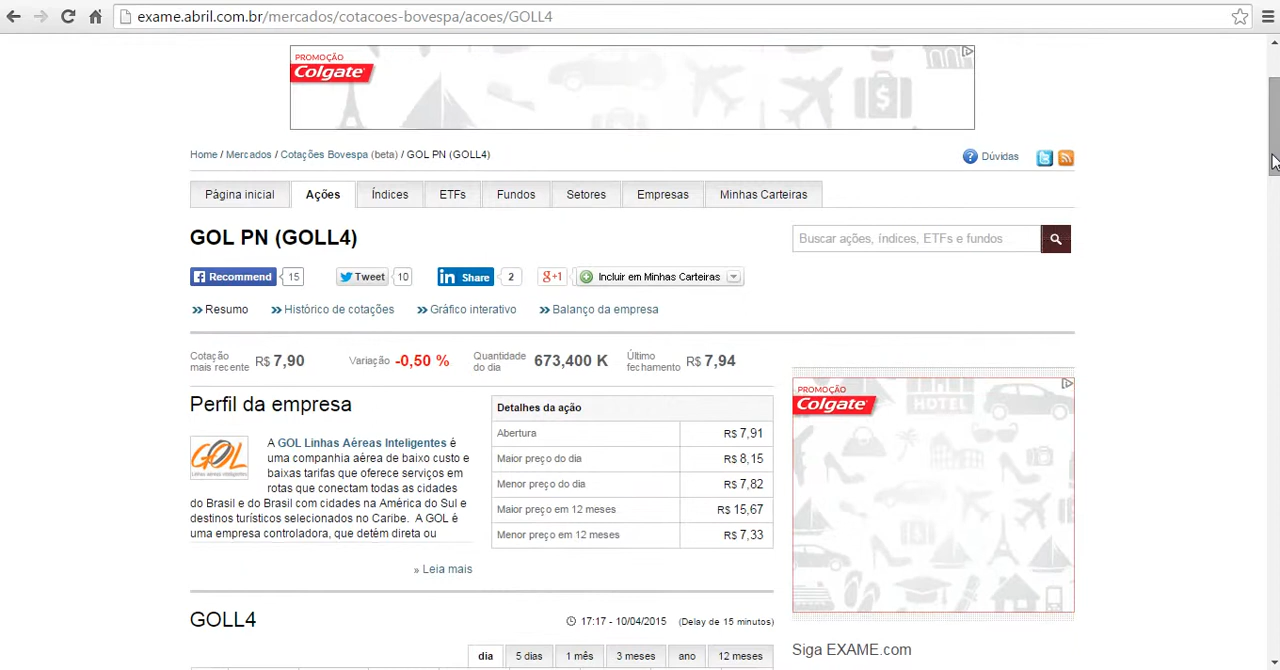 exame.abril.com.br/mercados/cotacoes-bovespa/acoes/GOLL4
PROMOÇÃO
Colgate
Home / Mercados / Cotações Bovespa (beta) / GOL PN (GOLL4)
Dúvidas
Página inicial Ações Índices ETFs Fundos Setores Empresas Minhas Carteiras
GOL PN (GOLL4)
Buscar ações, índices, ETFs e fundos
Recommend 15 Tweet 10 in Share 2 g+1 Incluir em Minhas Carteiras
» Resumo » Histórico de cotações » Gráfico interativo » Balanço da empresa
Cotação mais recente R$ 7,90 Variação -0,50 % Quantidade do dia 673,400 K Último fechamento R$ 7,94
Perfil da empresa
GOL
Linhas aéreas inteligentes
A GOL Linhas Aéreas Inteligentes é
uma companhia aérea de baixo custo e
baixas tarifas que oferece serviços em
rotas que conectam todas as cidades
do Brasil e do Brasil com cidades na América do Sul e
destinos turísticos selecionados no Caribe. A GOL é
uma empresa controladora, que detém direta ou
» Leia mais
Detalhes da ação
Abertura R$ 7,91
Maior preço do dia R$ 8,15
Menor preço do dia R$ 7,82
Maior preço em 12 meses R$ 15,67
Menor preço em 12 meses R$ 7,33
PROMOÇÃO
Colgate
HOTEL
GOLL4
17:17 - 10/04/2015 (Delay de 15 minutos)
dia 5 dias 1 mês 3 meses ano 12 meses
Siga EXAME.com